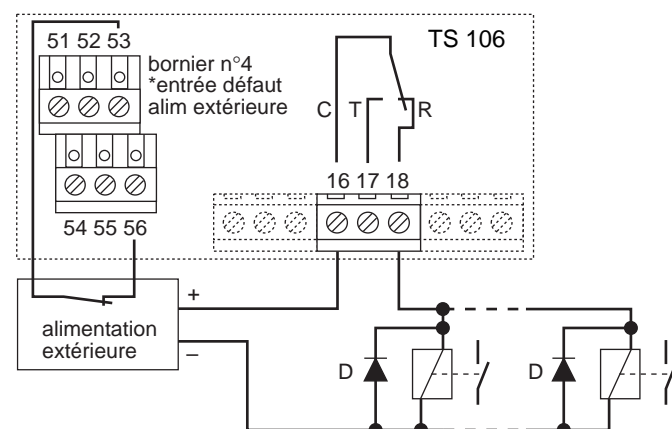 TS 106
51 52 53
bornier n°4
*entrée défaut
alim extérieure
C T R
16 17 18
54 55 56
+
alimentation
extérieure
–
D D